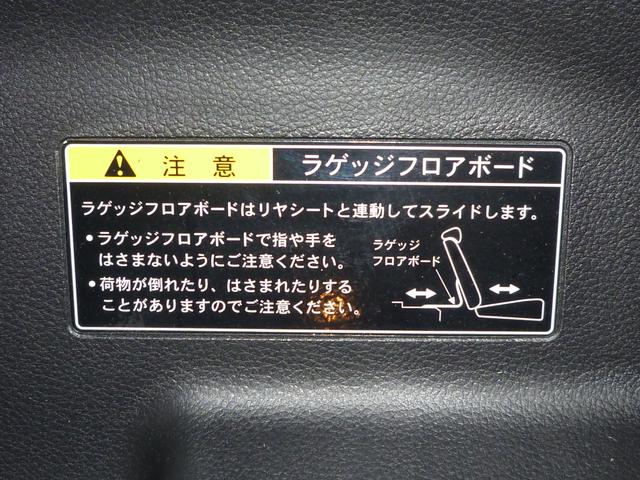 注意 ラゲッジフロアボード
ラゲッジフロアボードはリヤシートと連動してスライドします。
●ラゲッジフロアボードで指や手を
はさまないようにご注意ください。
●荷物が倒れたり、はさまれたりする
ことがありますのでご注意ください。
ラゲッジ
フロアボード